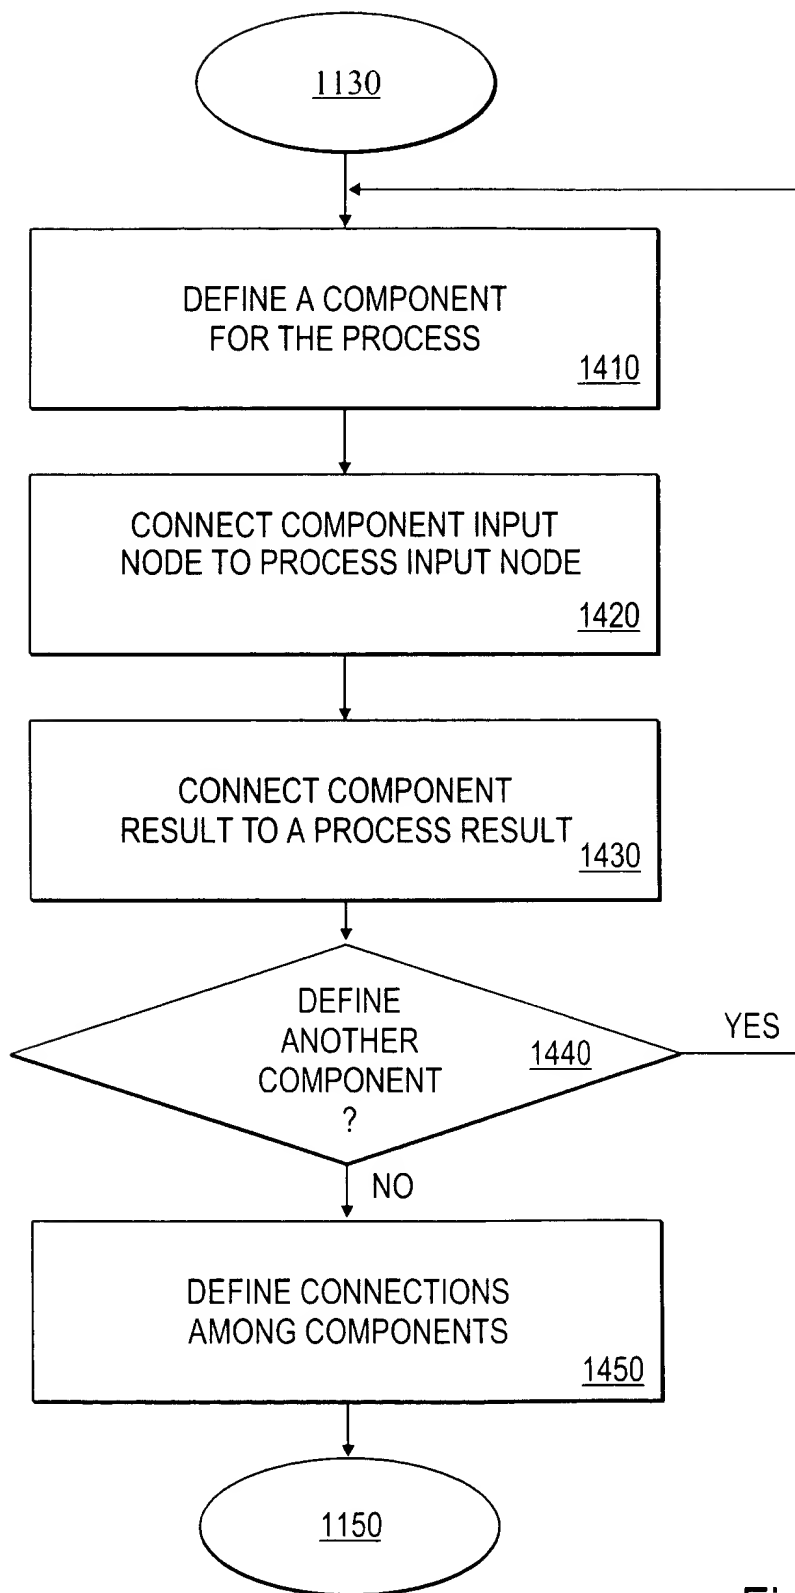 1130
DEFINE A COMPONENT
FOR THE PROCESS
1410
CONNECT COMPONENT INPUT
NODE TO PROCESS INPUT NODE
1420
CONNECT COMPONENT
RESULT TO A PROCESS RESULT
1430
DEFINE
ANOTHER
COMPONENT
?
1440
YES
NO
DEFINE CONNECTIONS
AMONG COMPONENTS
1450
1150